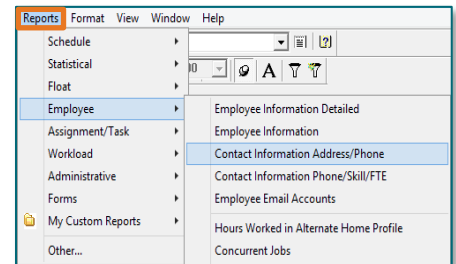 Reports Format View Window Help
Schedule
Statistical
Float
Employee
Assignment/Task
Workload
Administrative
Forms
My Custom Reports
Other...
Employee Information Detailed
Employee Information
Contact Information Address/Phone
Contact Information Phone/Skill/FTE
Employee Email Accounts
Hours Worked in Alternate Home Profile
Concurrent Jobs
A